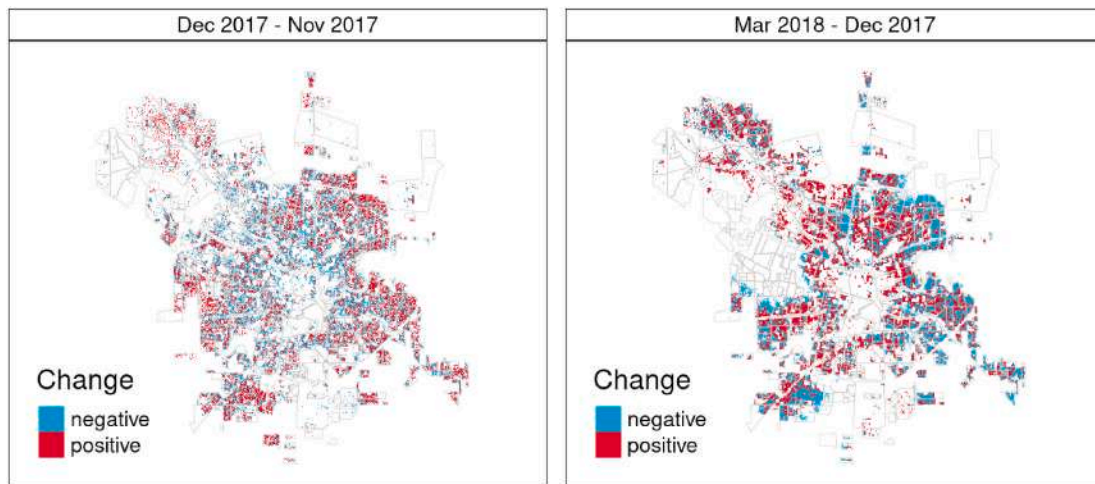 Dec 2017 - Nov 2017
Change
negative
positive
Mar 2018 - Dec 2017
Change
negative
positive